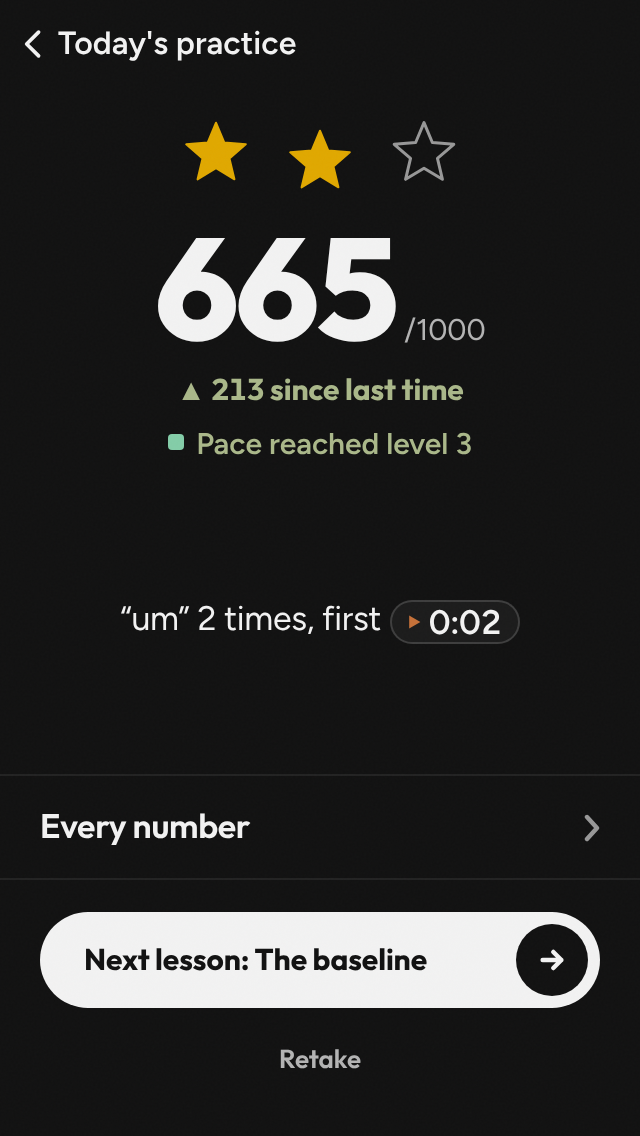 Today's practice
665 /1000
▲ 213 since last time
Pace reached level 3
“um” 2 times, first ▶ 0:02
Every number
Next lesson: The baseline
Retake